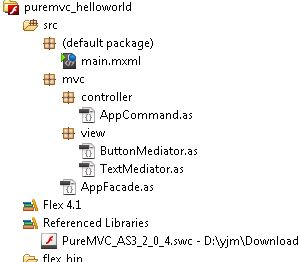 puremvc_helloworld
src
(default package)
main.mxml
mvc
controller
AppCommand.as
view
ButtonMediator.as
TextMediator.as
AppFacade.as
Flex 4.1
Referenced Libraries
PureMVC_AS3_2_0_4.swc - D:\yjm\Download
flex_bin